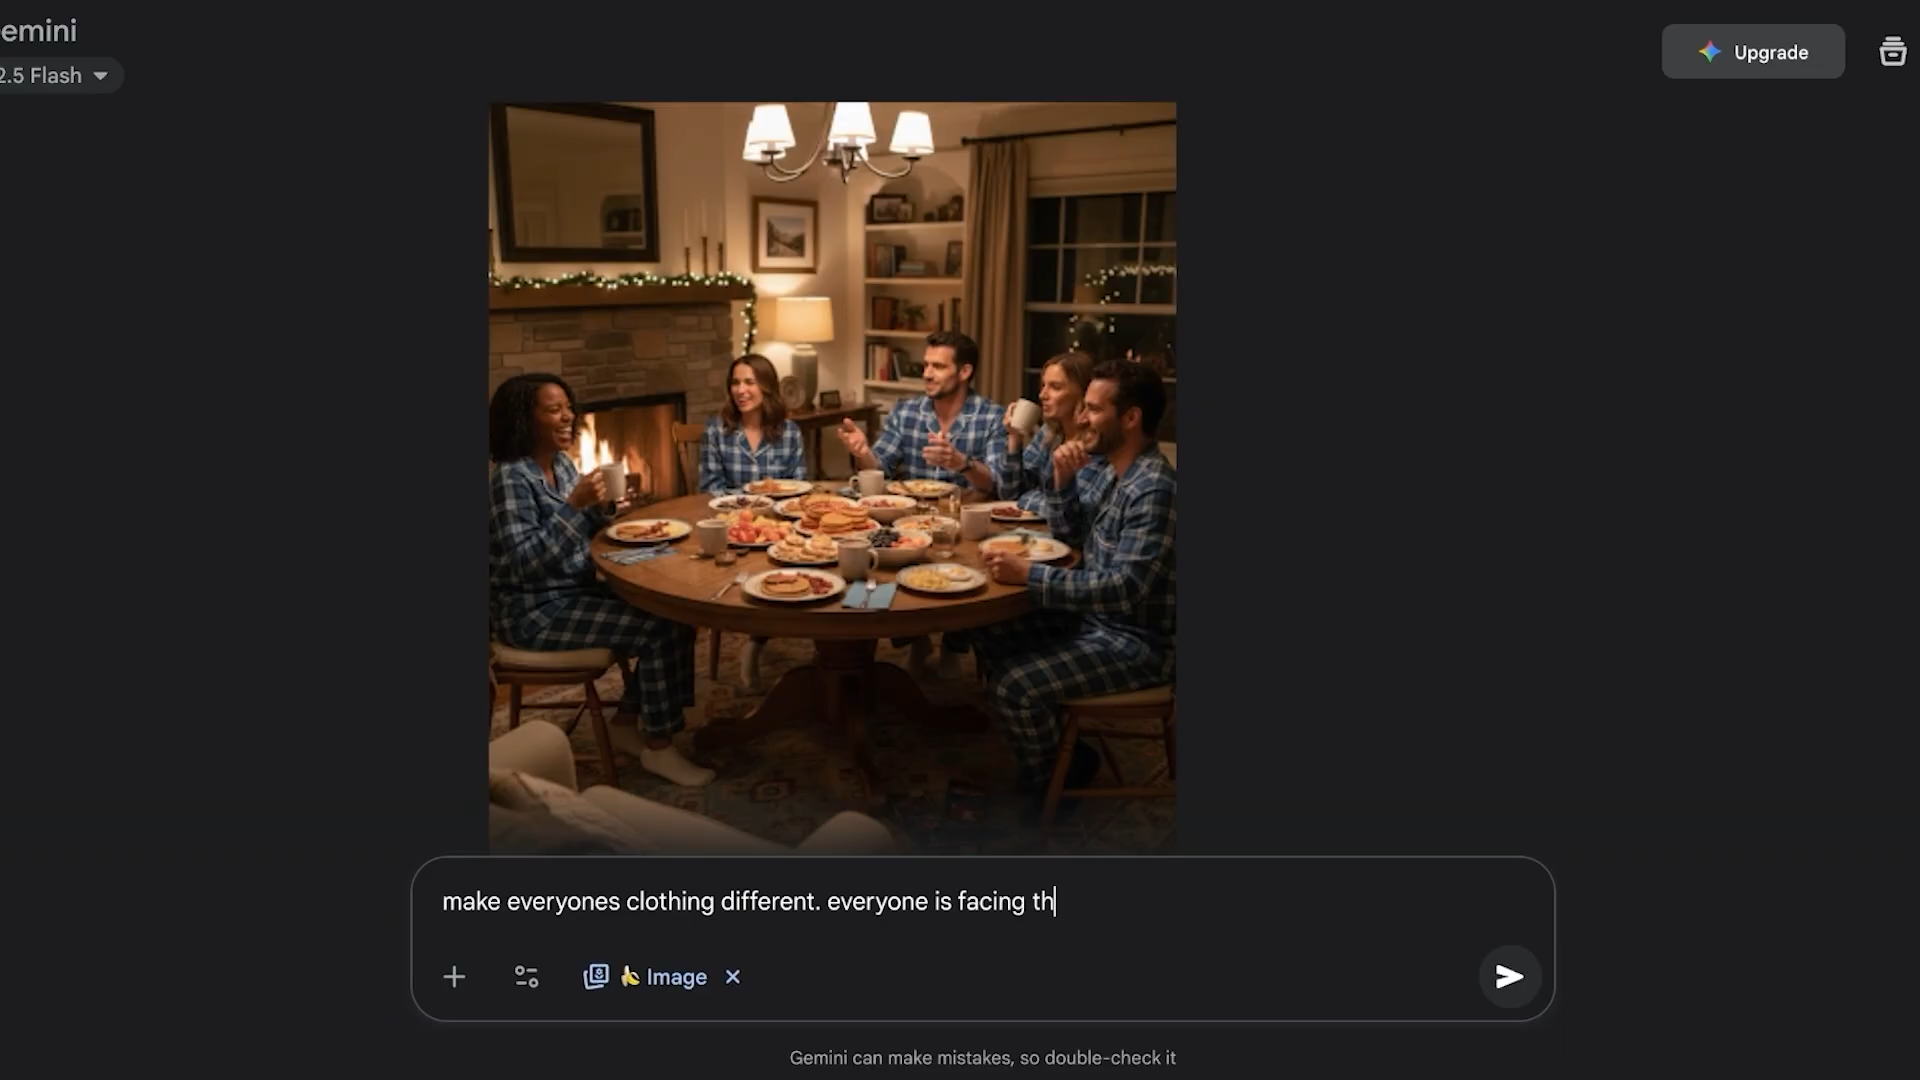 emini
2.5 Flash
Upgrade
make everyones clothing different. everyone is facing th
Image
Gemini can make mistakes, so double-check it